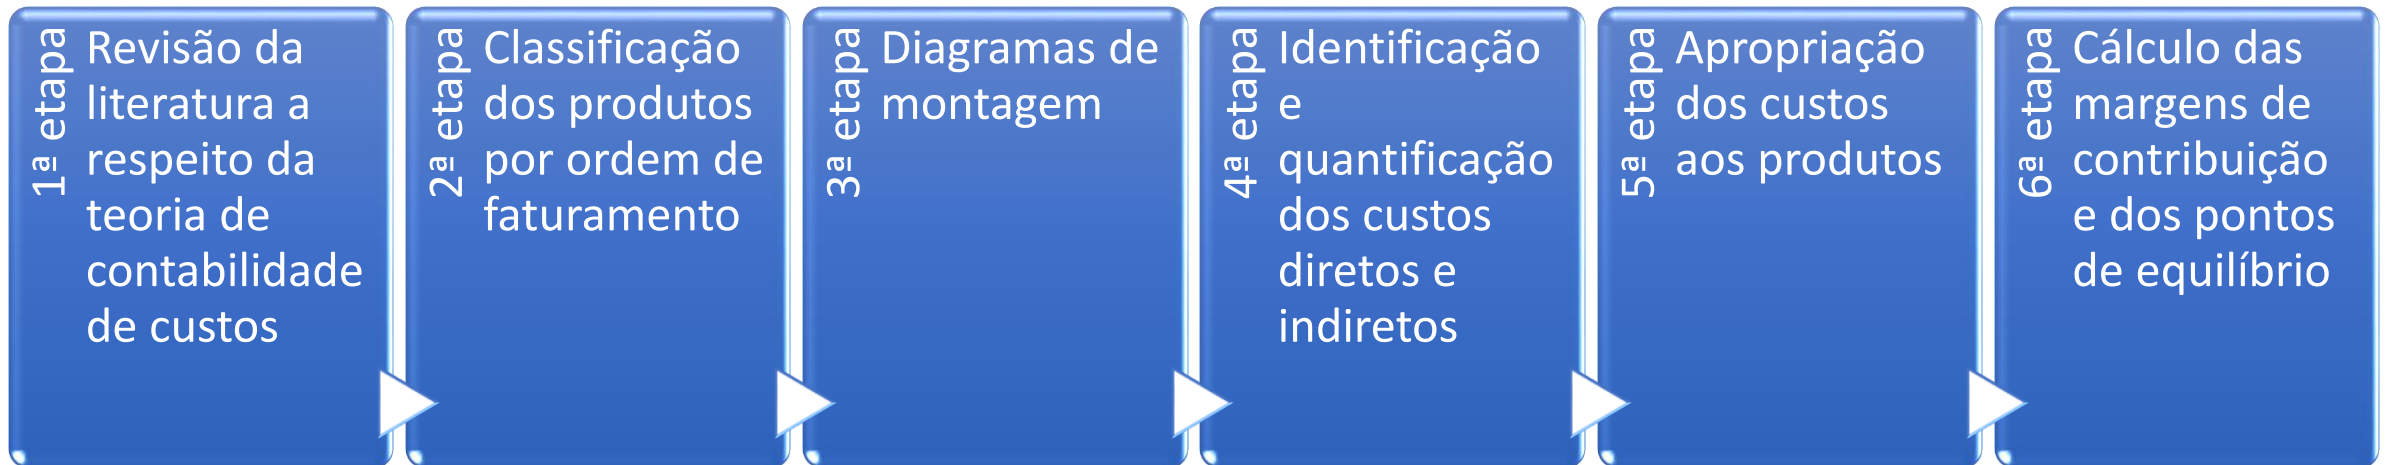 1ª etapa
Revisão da
literatura a
respeito da
teoria de
contabilidade
de custos
2ª etapa
Classificação
dos produtos
por ordem de
faturamento
3ª etapa
Diagramas de
montagem
4ª etapa
Identificação
e
quantificação
dos custos
diretos e
indiretos
5ª etapa
Apropriação
dos custos
aos produtos
6ª etapa
Cálculo das
margens de
contribuição
e dos pontos
de equilíbrio